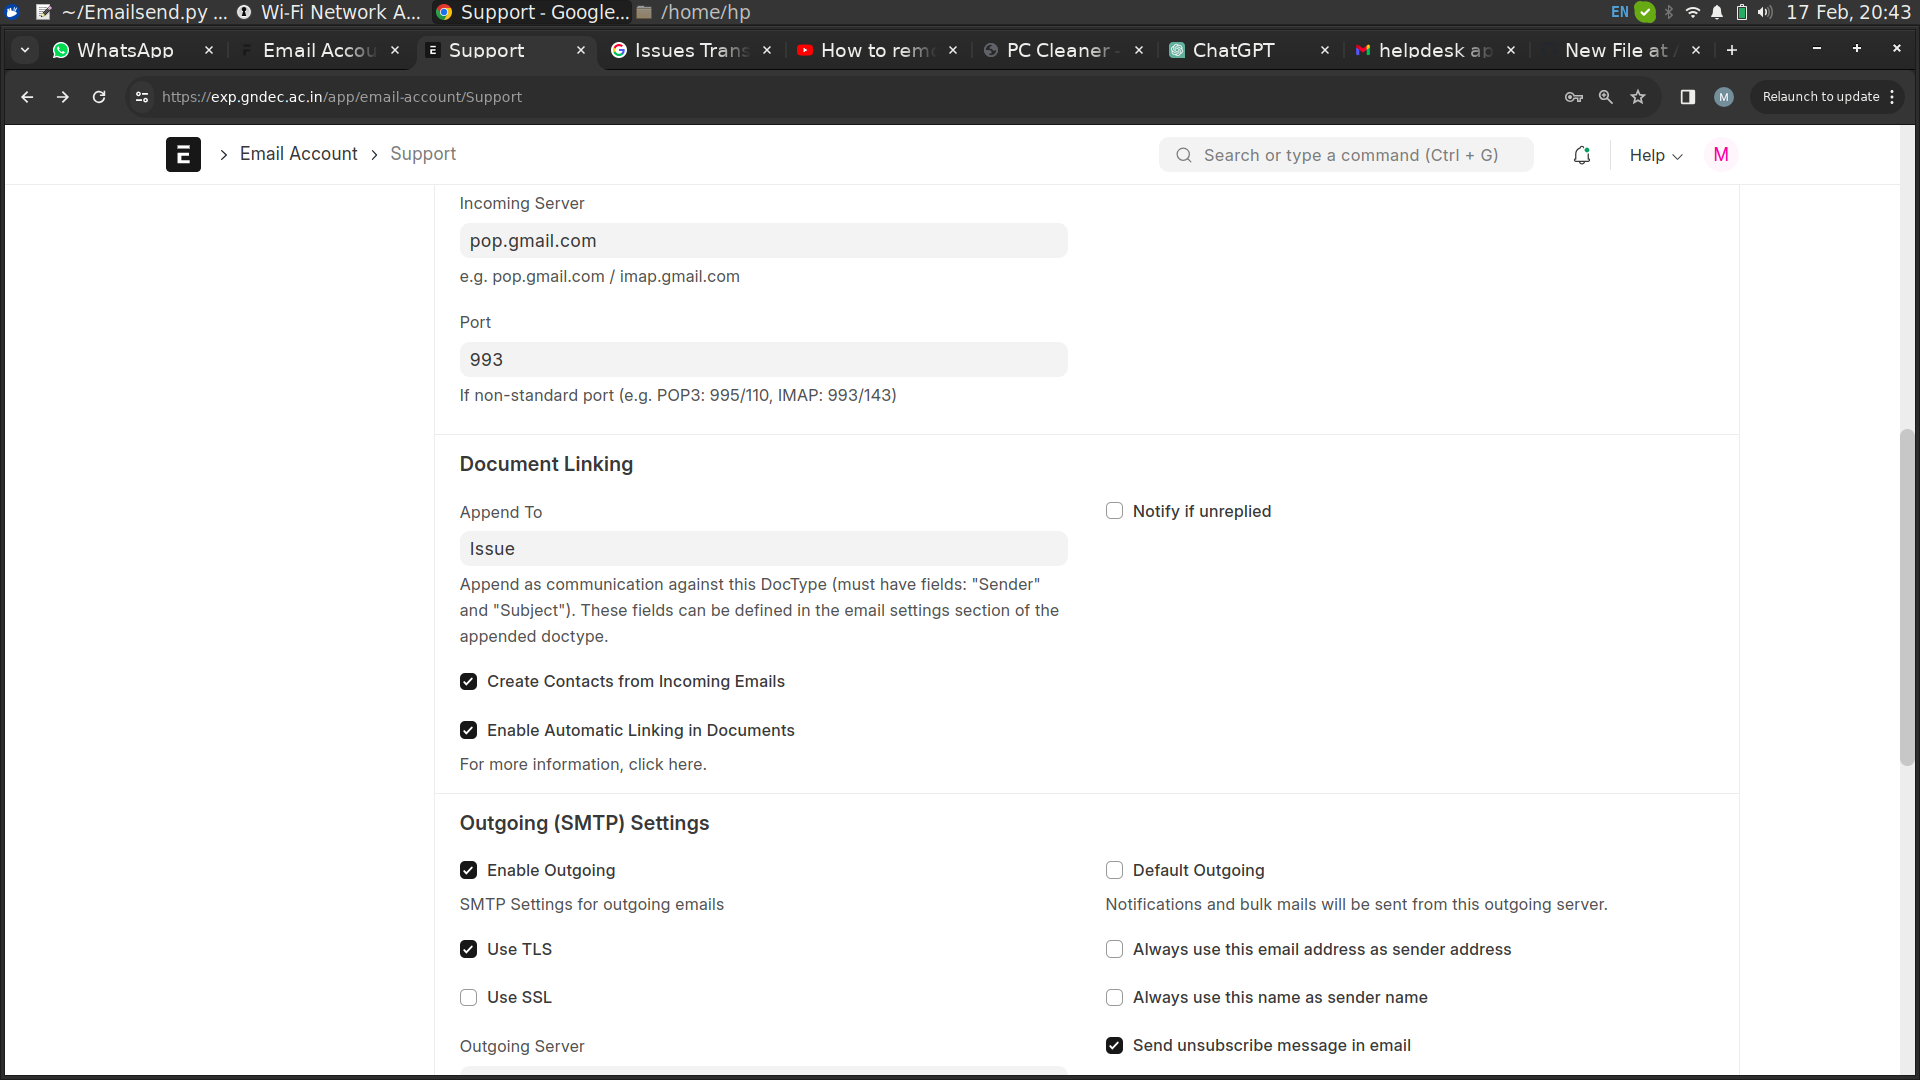 ~/Emailsend.py ...
Wi-Fi Network A...
Support - Google...
/home/hp
EN
17 Feb, 20:43
WhatsApp
Email Accou
Support
Issues Trans
How to rem
PC Cleaner -
ChatGPT
helpdesk ap
New File at /
https://exp.gndec.ac.in/app/email-account/Support
M
Relaunch to update
E
Email Account
Support
Search or type a command (Ctrl + G)
Help
M
Incoming Server
pop.gmail.com
e.g. pop.gmail.com / imap.gmail.com
Port
993
If non-standard port (e.g. POP3: 995/110, IMAP: 993/143)
Document Linking
Append To
Issue
Append as communication against this DocType (must have fields: "Sender"
and "Subject"). These fields can be defined in the email settings section of the
appended doctype.
Notify if unreplied
Create Contacts from Incoming Emails
Enable Automatic Linking in Documents
For more information, click here.
Outgoing (SMTP) Settings
Enable Outgoing
SMTP Settings for outgoing emails
Use TLS
Use SSL
Outgoing Server
Default Outgoing
Notifications and bulk mails will be sent from this outgoing server.
Always use this email address as sender address
Always use this name as sender name
Send unsubscribe message in email